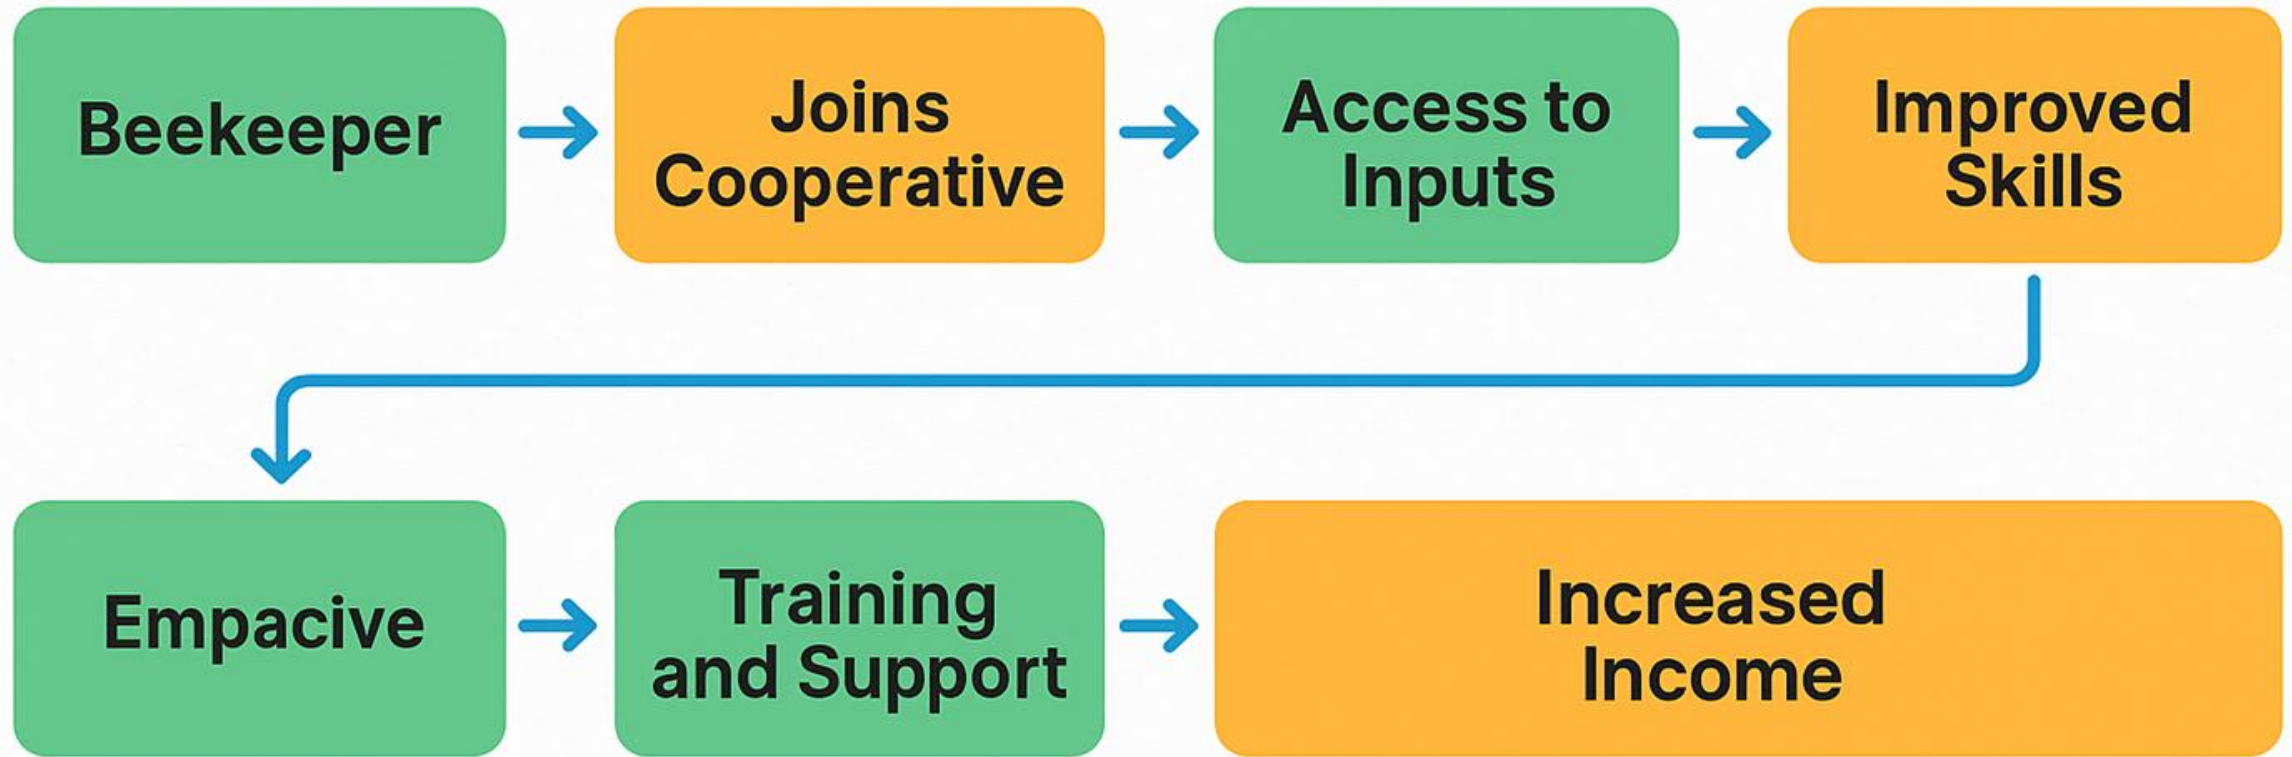 Beekeeper
Joins
Cooperative
Access to
Inputs
Improved
Skills
Empacive
Training
and Support
Increased
Income